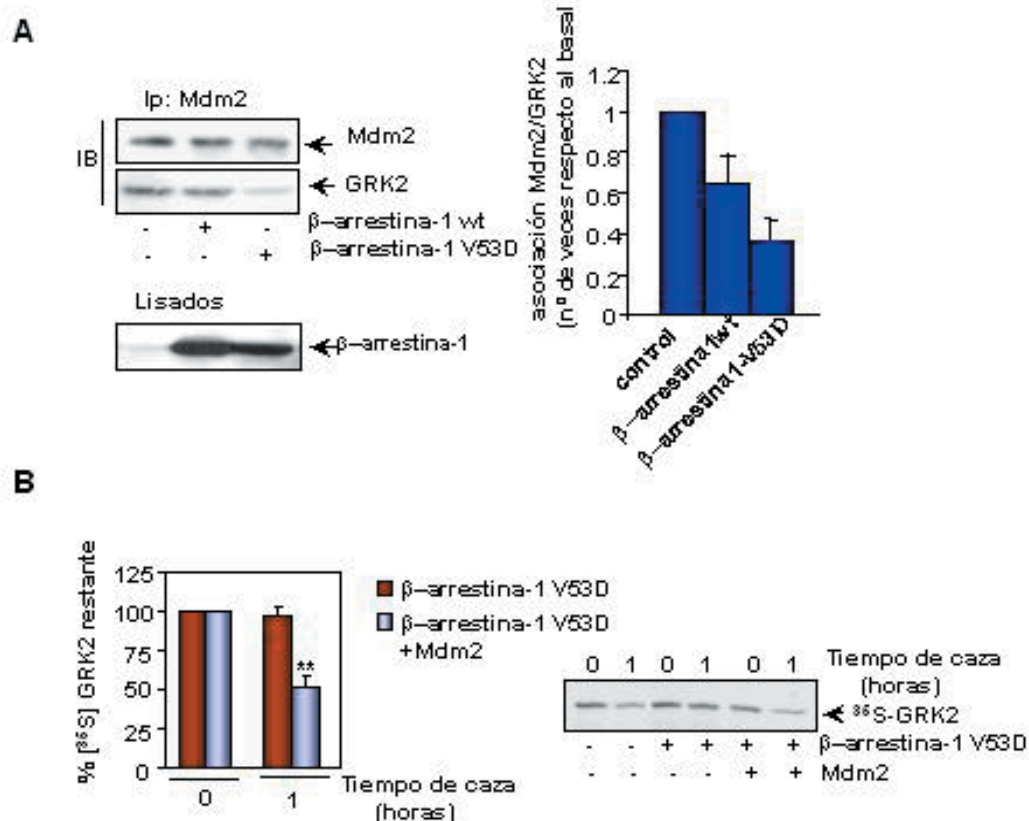 A
Ip: Mdm2
IB
Mdm2
GRK2
- + - β-arrestina-1 wt
- - + β-arrestina-1 V53D
Lisados
β-arrestina-1
asociación Mdm2/GRK2
(nº de veces respecto al basal
1.2
1
0.8
0.6
0.4
0.2
0
control
β-arrestina1wt
β-arrestina1-V53D
B
% [³⁵S] GRK2 restante
125
100
75
50
25
0
**
0 1
Tiempo de caza
(horas)
β-arrestina-1 V53D
β-arrestina-1 V53D
+Mdm2
0 1 0 1 0 1 Tiempo de caza
(horas)
³⁵S-GRK2
- - + + + + β-arrestina-1 V53D
- - - - + + Mdm2